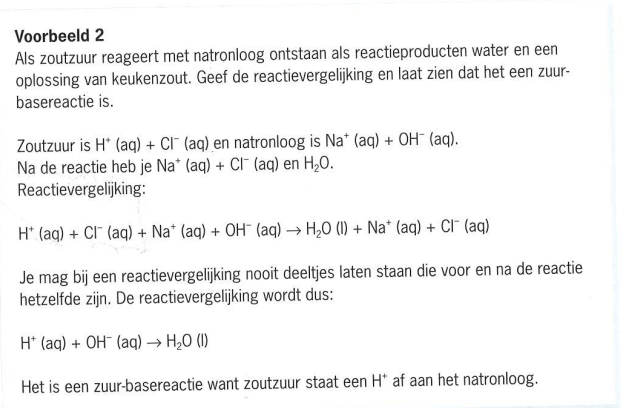 Voorbeeld 2
Als zoutzuur reageert met natronloog ontstaan als reactieproducten water en een
oplossing van keukenzout. Geef de reactievergelijking en laat zien dat het een zuur-
basereactie is.
Zoutzuur is H⁺ (aq) + Cl⁻ (aq) en natronloog is Na⁺ (aq) + OH⁻ (aq).
Na de reactie heb je Na⁺ (aq) + Cl⁻ (aq) en H₂O.
Reactievergelijking:
H⁺ (aq) + Cl⁻ (aq) + Na⁺ (aq) + OH⁻ (aq) → H₂O (l) + Na⁺ (aq) + Cl⁻ (aq)
Je mag bij een reactievergelijking nooit deeltjes laten staan die voor en na de reactie
hetzelfde zijn. De reactievergelijking wordt dus:
H⁺ (aq) + OH⁻ (aq) → H₂O (l)
Het is een zuur-basereactie want zoutzuur staat een H⁺ af aan het natronloog.